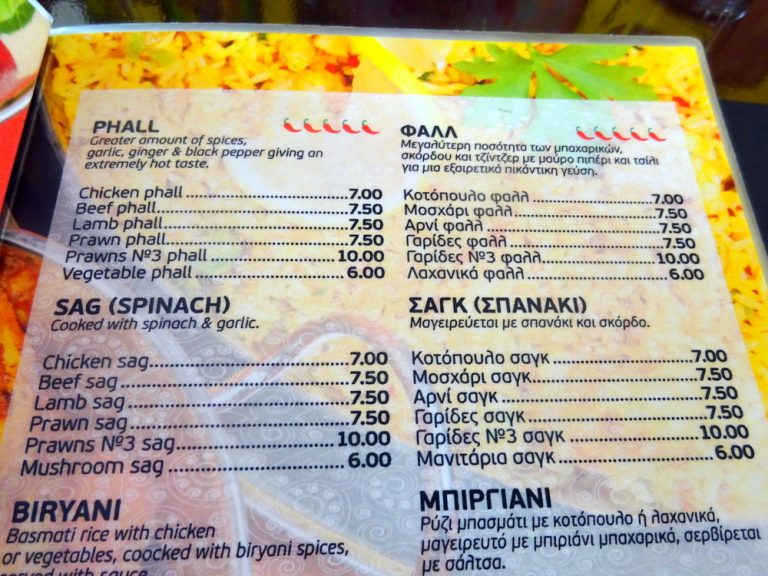 PHALL
Greater amount of spices,
garlic, ginger & black pepper giving an
extremely hot taste.
Chicken phall 7.00
Beef phall 7.50
Lamb phall 7.50
Prawn phall 7.50
Prawns Nº3 phall 10.00
Vegetable phall 6.00
SAG (SPINACH)
Cooked with spinach & garlic.
Chicken sag 7.00
Beef sag 7.50
Lamb sag 7.50
Prawn sag 7.50
Prawns Nº3 sag 10.00
Mushroom sag 6.00
BIRYANI
Basmati rice with chicken
or vegetables, coocked with biryani spices,
served with sauce.
ΦΑΛΛ
Μεγαλύτερη ποσότητα των μπαχαρικών,
σκόρδου και τζίντζερ με μαύρο πιπέρι και τσίλι
για μια εξαιρετικά πικάντικη γεύση.
Κοτόπουλο φαλλ 7.00
Μοσχάρι φαλλ 7.50
Αρνί φαλλ 7.50
Γαρίδες φαλλ 7.50
Γαρίδες Nº3 φαλλ 10.00
Λαχανικά φαλλ 6.00
ΣΑΓΚ (ΣΠΑΝΑΚΙ)
Μαγειρεύεται με σπανάκι και σκόρδο.
Κοτόπουλο σαγκ 7.00
Μοσχάρι σαγκ 7.50
Αρνί σαγκ 7.50
Γαρίδες σαγκ 7.50
Γαρίδες Nº3 σαγκ 10.00
Μανιτάρια σαγκ 6.00
ΜΠΙΡΓΙΑΝΙ
Ρύζι μπασμάτι με κοτόπουλο ή λαχανικά,
μαγειρευτό με μπιριάνι μπαχαρικά, σερβίρεται
με σάλτσα.